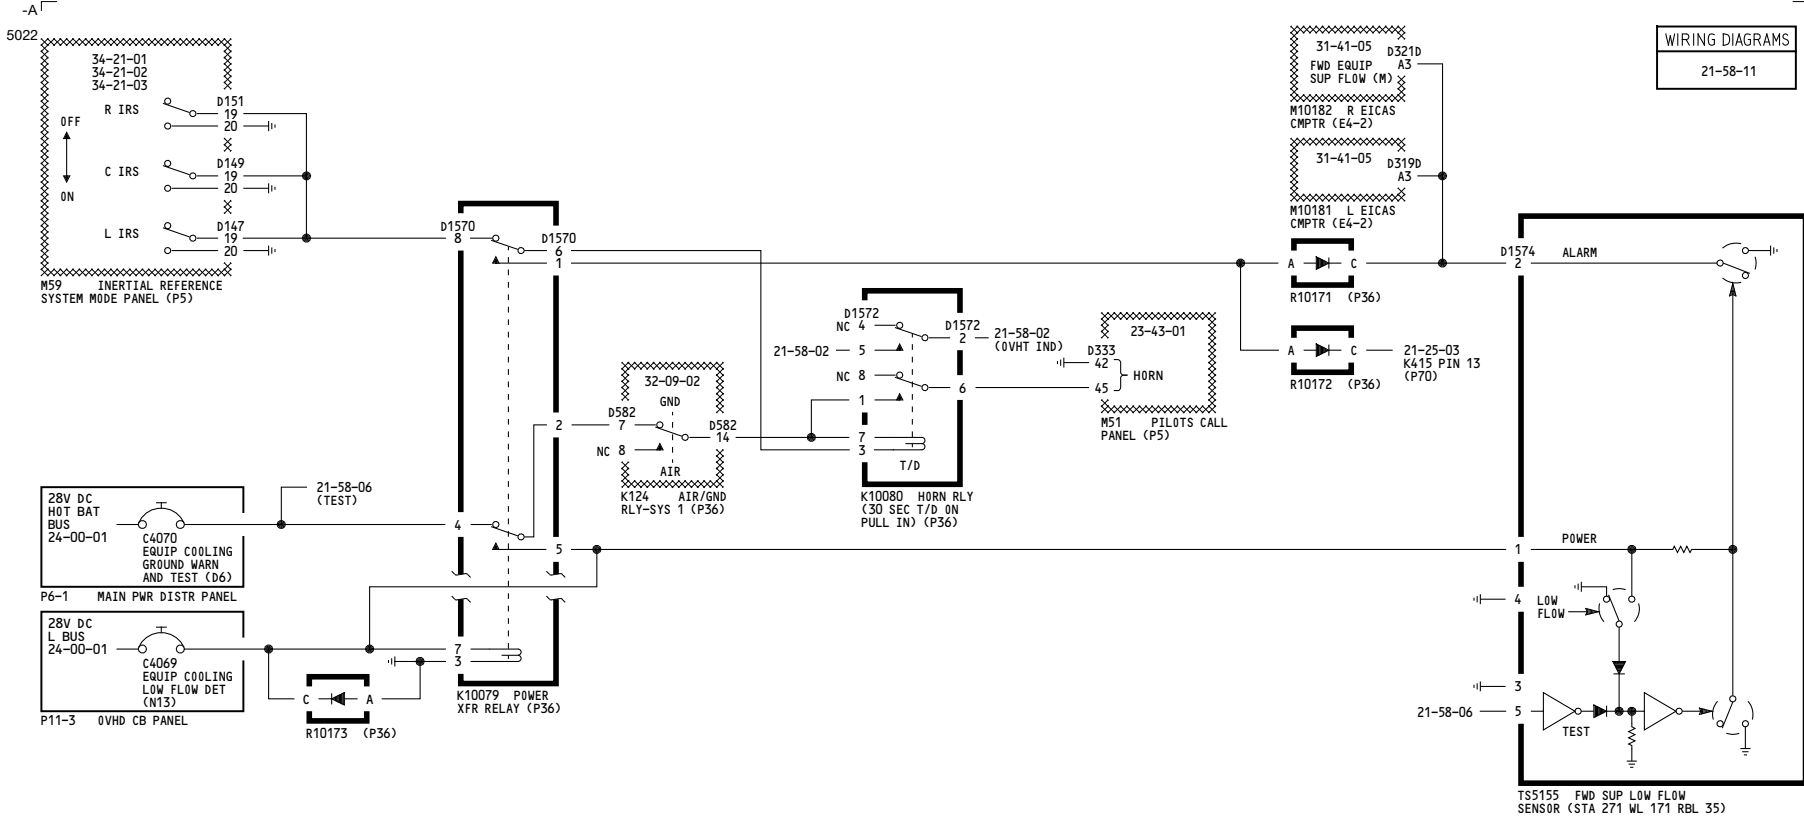 -A
5022
34-21-01
34-21-02
34-21-03
R IRS
OFF
ON
C IRS
L IRS
D151
19
20
D149
19
20
D147
19
20
M59 INERTIAL REFERENCE
SYSTEM MODE PANEL (P5)
D1570
8
D1570
6
1
2
4
5
7
3
K10079 POWER
XFR RELAY (P36)
28V DC
HOT BAT
BUS
24-00-01
C4070
EQUIP COOLING
GROUND WARN
AND TEST (D6)
P6-1 MAIN PWR DISTR PANEL
21-58-06
(TEST)
28V DC
L BUS
24-00-01
C4069
EQUIP COOLING
LOW FLOW DET
(N13)
P11-3 OVHD CB PANEL
C A
R10173 (P36)
32-09-02
GND
D582
7
NC 8
AIR
D582
14
K124 AIR/GND
RLY-SYS 1 (P36)
D1572
NC 4
21-58-02 5
NC 8
1
7
3
T/D
D1572
2
6
21-58-02
(OVHT IND)
K10080 HORN RLY
(30 SEC T/D ON
PULL IN) (P36)
23-43-01
D333
42
45
HORN
M51 PILOTS CALL
PANEL (P5)
31-41-05
FWD EQUIP
SUP FLOW (M)
D321D
A3
M10182 R EICAS
CMPTR (E4-2)
31-41-05
D319D
A3
M10181 L EICAS
CMPTR (E4-2)
A C
R10171 (P36)
A C
R10172 (P36)
21-25-03
K415 PIN 13
(P70)
WIRING DIAGRAMS
21-58-11
D1574
2
ALARM
1
POWER
4
LOW
FLOW
3
21-58-06 5
TEST
TS5155 FWD SUP LOW FLOW
SENSOR (STA 271 WL 171 RBL 35)